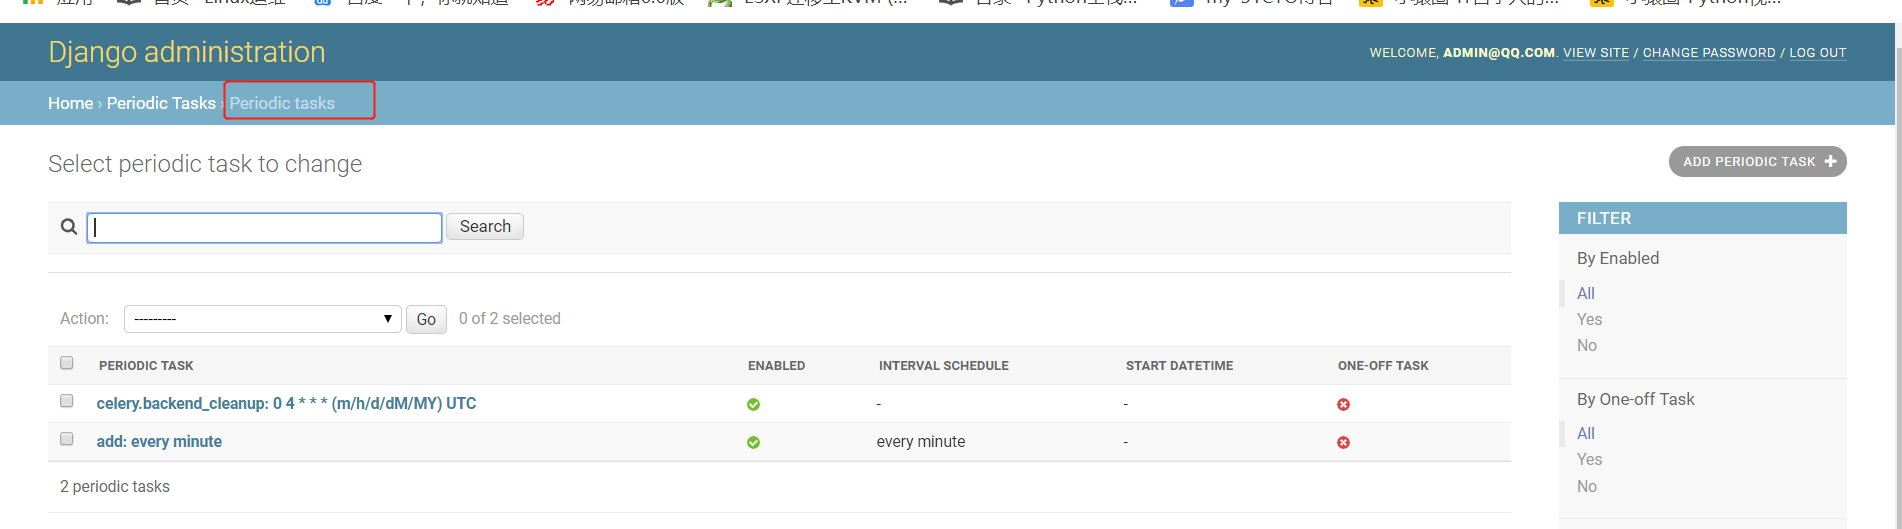 Django administration
WELCOME, ADMIN@QQ.COM. VIEW SITE / CHANGE PASSWORD / LOG OUT
Home › Periodic Tasks › Periodic tasks
Select periodic task to change
ADD PERIODIC TASK
Search
FILTER
By Enabled
All
Yes
No
By One-off Task
All
Yes
No
Action: --------- Go 0 of 2 selected
PERIODIC TASK ENABLED INTERVAL SCHEDULE START DATETIME ONE-OFF TASK
celery.backend_cleanup: 0 4 * * * (m/h/d/dM/MY) UTC - -
add: every minute every minute -
2 periodic tasks